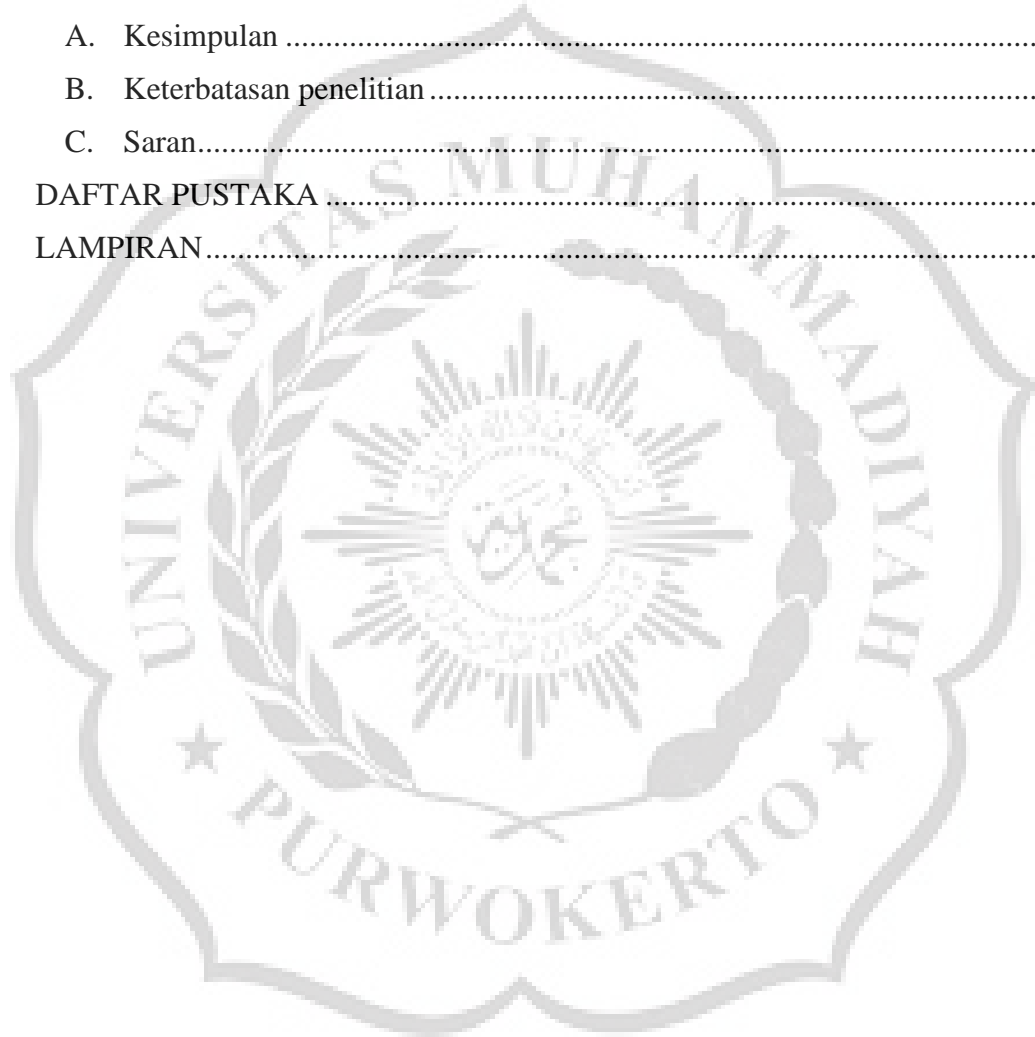 A. Kesimpulan ........................................................................................................
B. Keterbatasan penelitian ........................................................................................
C. Saran...................................................................................................................
DAFTAR PUSTAKA ...................................................................................................
LAMPIRAN.................................................................................................................
UNIVERSITAS MUHAMMADIYAH
★ PURWOKERTO ★